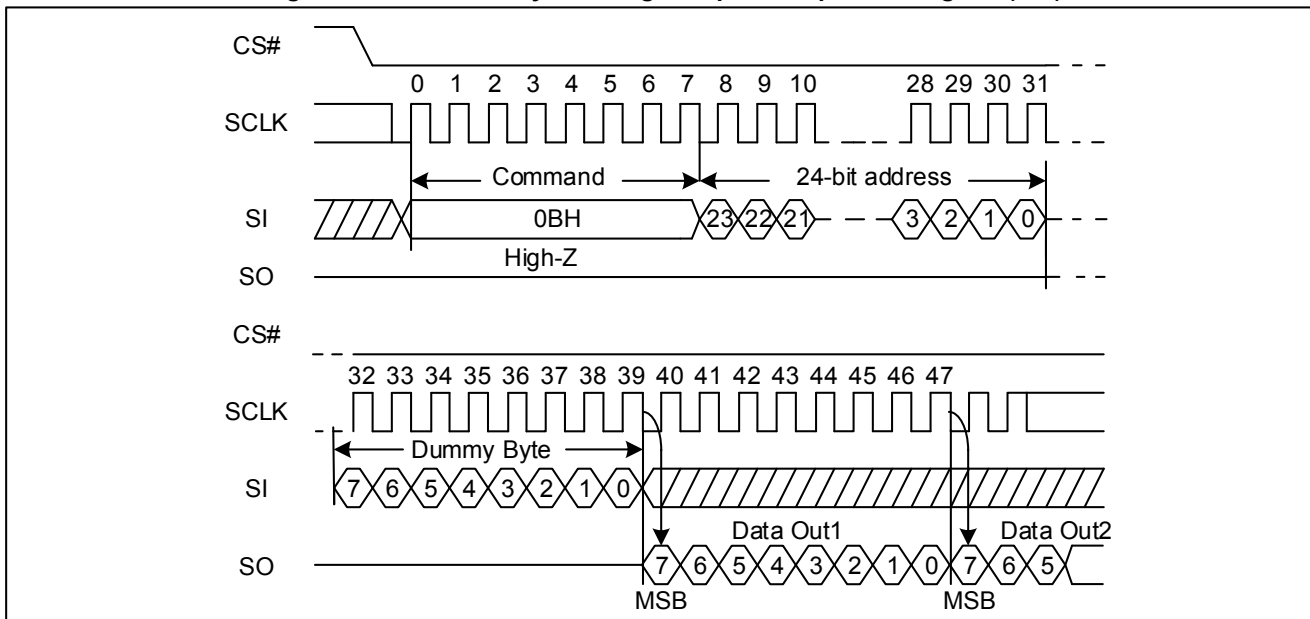 CS#
0 1 2 3 4 5 6 7 8 9 10 28 29 30 31
SCLK
Command 24-bit address
SI 0BH 23 22 21 3 2 1 0
High-Z
SO
CS#
32 33 34 35 36 37 38 39 40 41 42 43 44 45 46 47
SCLK
Dummy Byte
SI 7 6 5 4 3 2 1 0
Data Out1 Data Out2
SO 7 6 5 4 3 2 1 0 7 6 5
MSB MSB